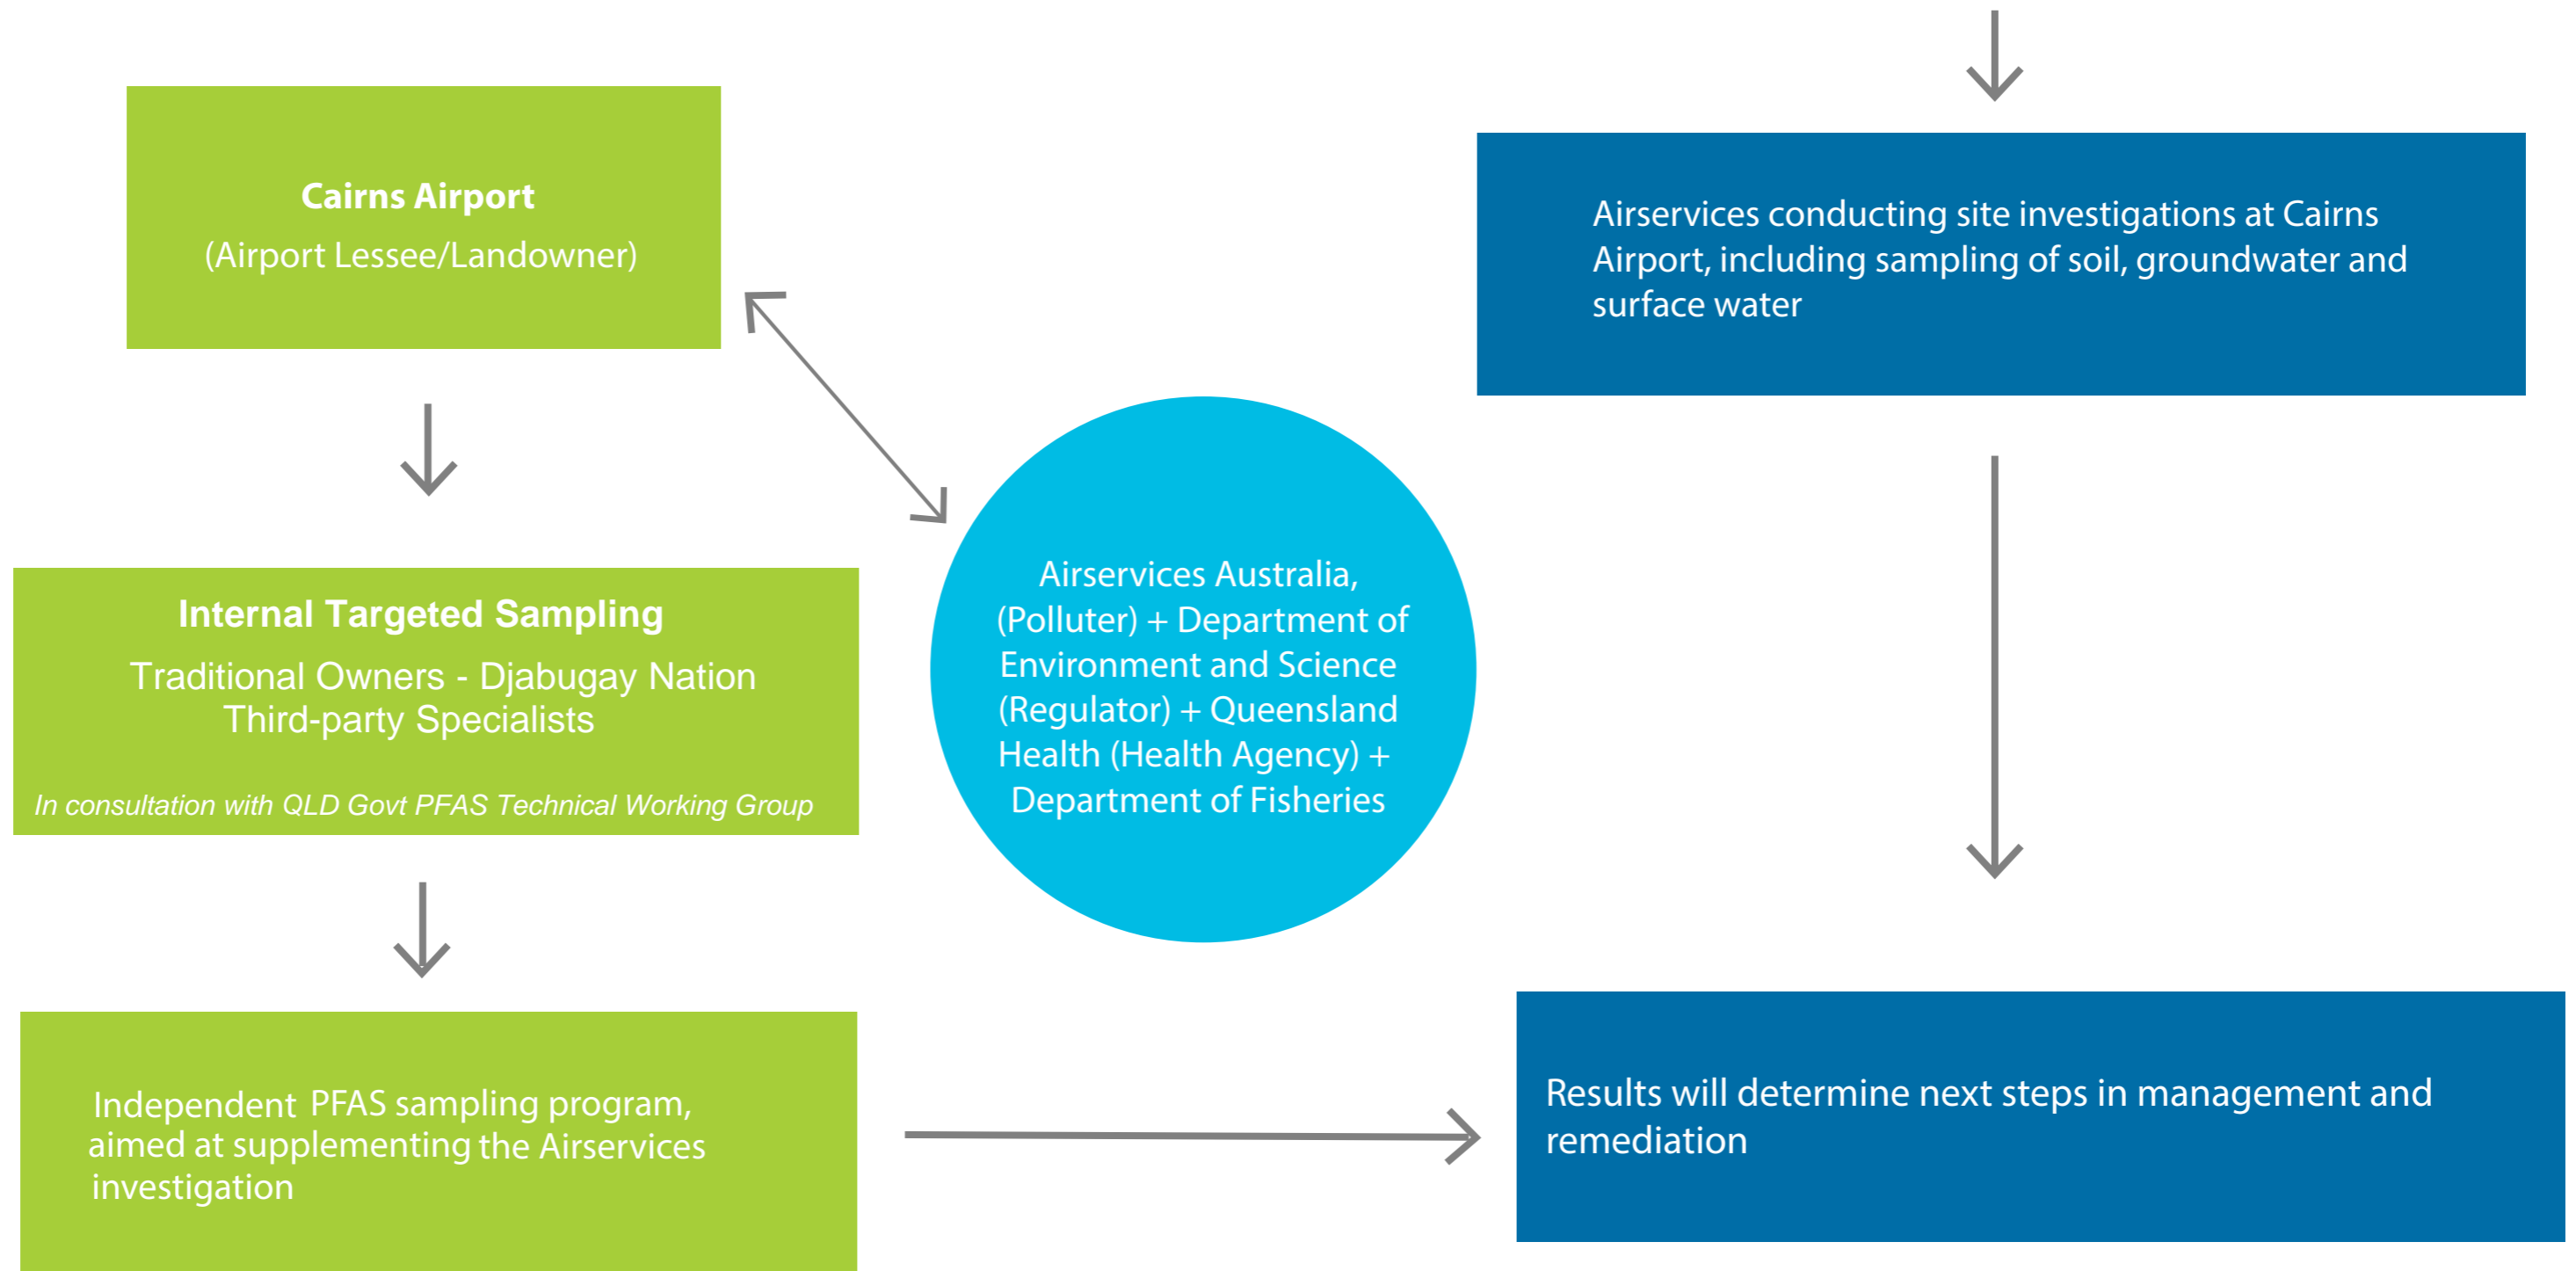 Cairns Airport
(Airport Lessee/Landowner)
Internal Targeted Sampling
Traditional Owners - Djabugay Nation
Third-party Specialists
In consultation with QLD Govt PFAS Technical Working Group
Independent PFAS sampling program,
aimed at supplementing the Airservices
investigation
Airservices Australia,
(Polluter) + Department of
Environment and Science
(Regulator) + Queensland
Health (Health Agency) +
Department of Fisheries
Airservices conducting site investigations at Cairns
Airport, including sampling of soil, groundwater and
surface water
Results will determine next steps in management and
remediation